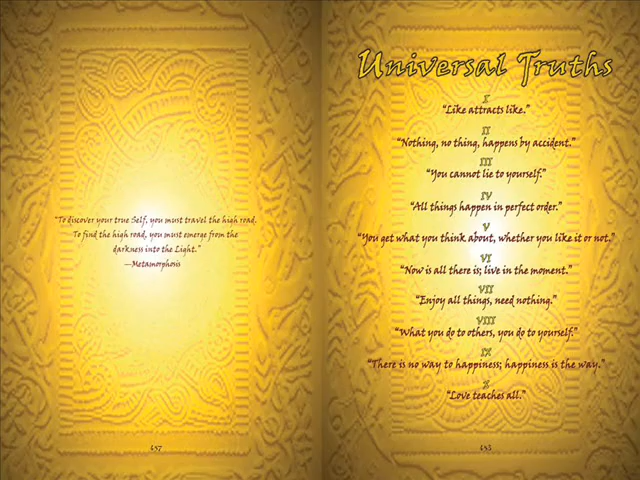 "To discover your true Self, you must travel the high road.
To find the high road, you must emerge from the
darkness into the Light."
—Metamorphosis
457
Universal Truths
I
"Like attracts like."
II
"Nothing, no thing, happens by accident."
III
"You cannot lie to yourself."
IV
"All things happen in perfect order."
V
"You get what you think about, whether you like it or not."
VI
"Now is all there is; live in the moment."
VII
"Enjoy all things, need nothing."
VIII
"What you do to others, you do to yourself."
IX
"There is no way to happiness; happiness is the way."
X
"Love teaches all."